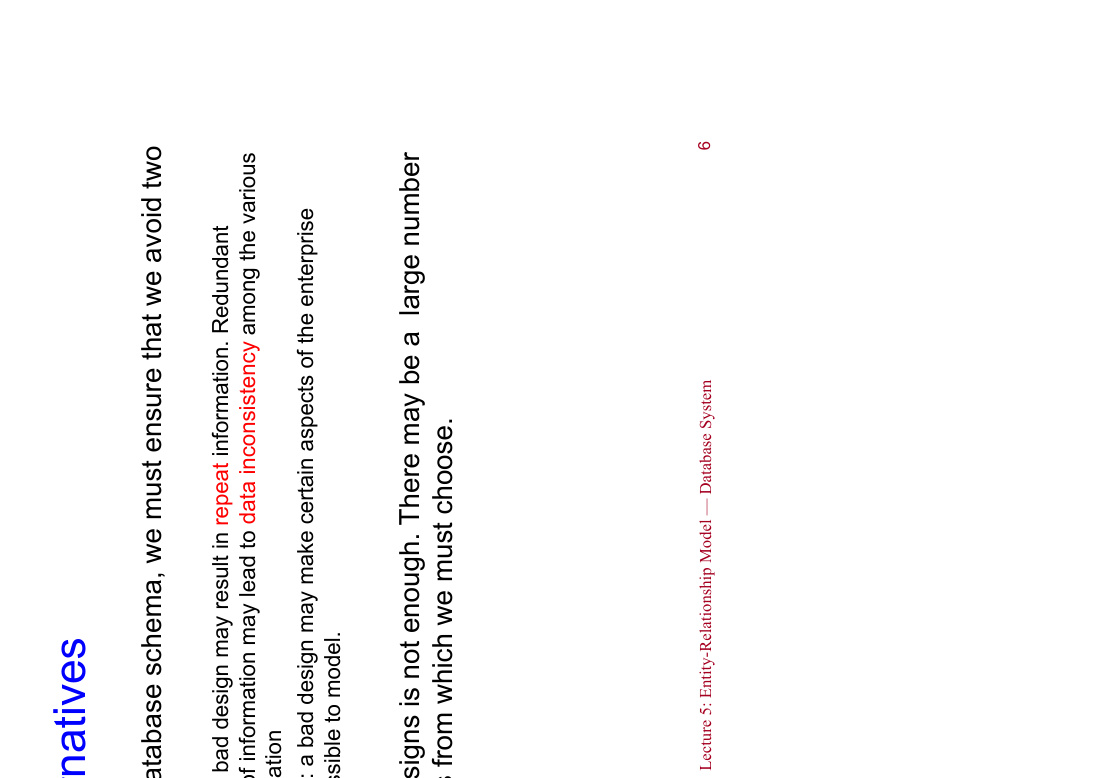 natives
atabase schema, we must ensure that we avoid two
bad design may result in repeat information. Redundant
of information may lead to data inconsistency among the various
ation
: a bad design may make certain aspects of the enterprise
ssible to model.
signs is not enough. There may be a large number
from which we must choose.
Lecture 5: Entity-Relationship Model — Database System
6